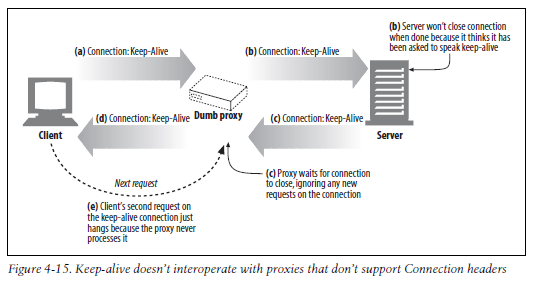 (b) Server won't close connection
when done because it thinks it has
been asked to speak keep-alive
(a) Connection: Keep-Alive
(b) Connection: Keep-Alive
(d) Connection: Keep-Alive
Dumb proxy
(c) Connection: Keep-Alive
Client
Server
Next request
(c) Proxy waits for connection
to close, ignoring any new
requests on the connection
(e) Client's second request on
the keep-alive connection just
hangs because the proxy never
processes it
Figure 4-15. Keep-alive doesn't interoperate with proxies that don't support Connection headers